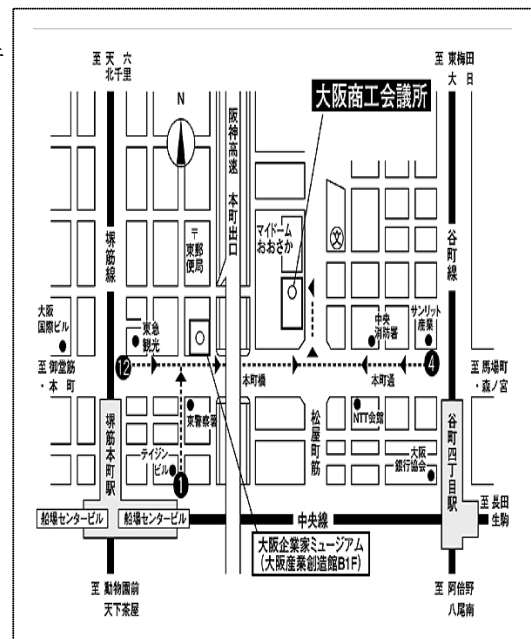 至 天 六
北千里
至 東梅田
大 日
大阪商工会議所
N
阪神高速 本町出口
堺筋線
谷町線
〒
東郵便局
マイドーム
おおさか
文
大阪
国際ビル
東急
観光
中央
消防署
サンリット
産業
至 御堂筋
・本 町
12
本町橋
本町通
4
至 馬場町
・森ノ宮
堺筋本町駅
東警察署
テイジン
ビル
1
松屋町筋
NTT会館
大阪
銀行協会
谷町四丁目駅
船場センタービル
船場センタービル
中央線
至 長田
生駒
大阪企業家ミュージアム
(大阪産業創造館B1F)
至 動物園前
天下茶屋
至 阿倍野
八尾南